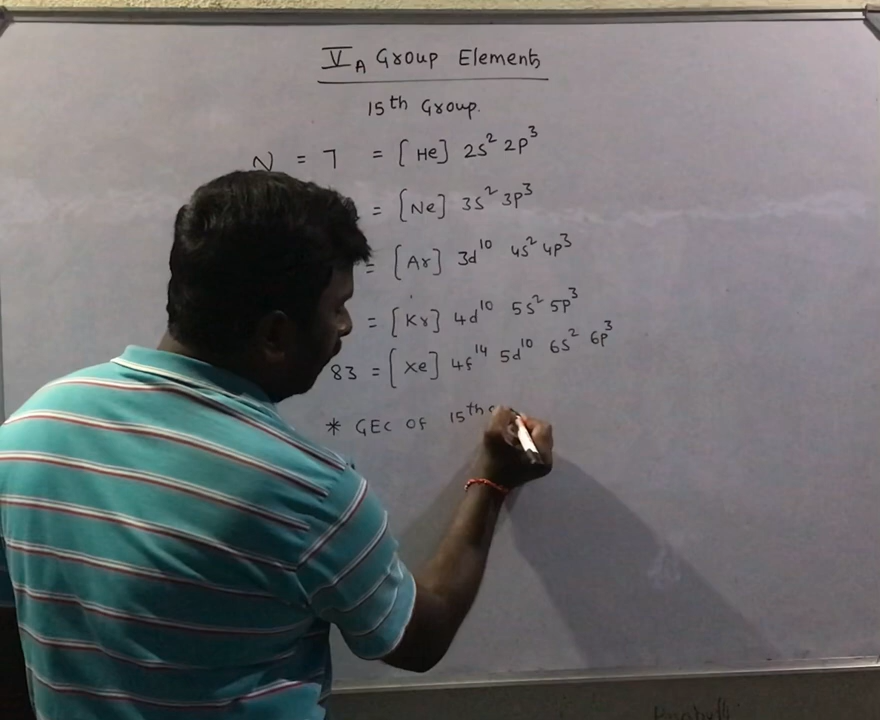 V A Group Elements
15th Group.
N = 7 = [He] 2s² 2p³
= [Ne] 3s² 3p³
= [Ar] 3d¹⁰ 4s² 4p³
= [Kr] 4d¹⁰ 5s² 5p³
83 = [Xe] 4f¹⁴ 5d¹⁰ 6s² 6p³
* GEC OF 15th